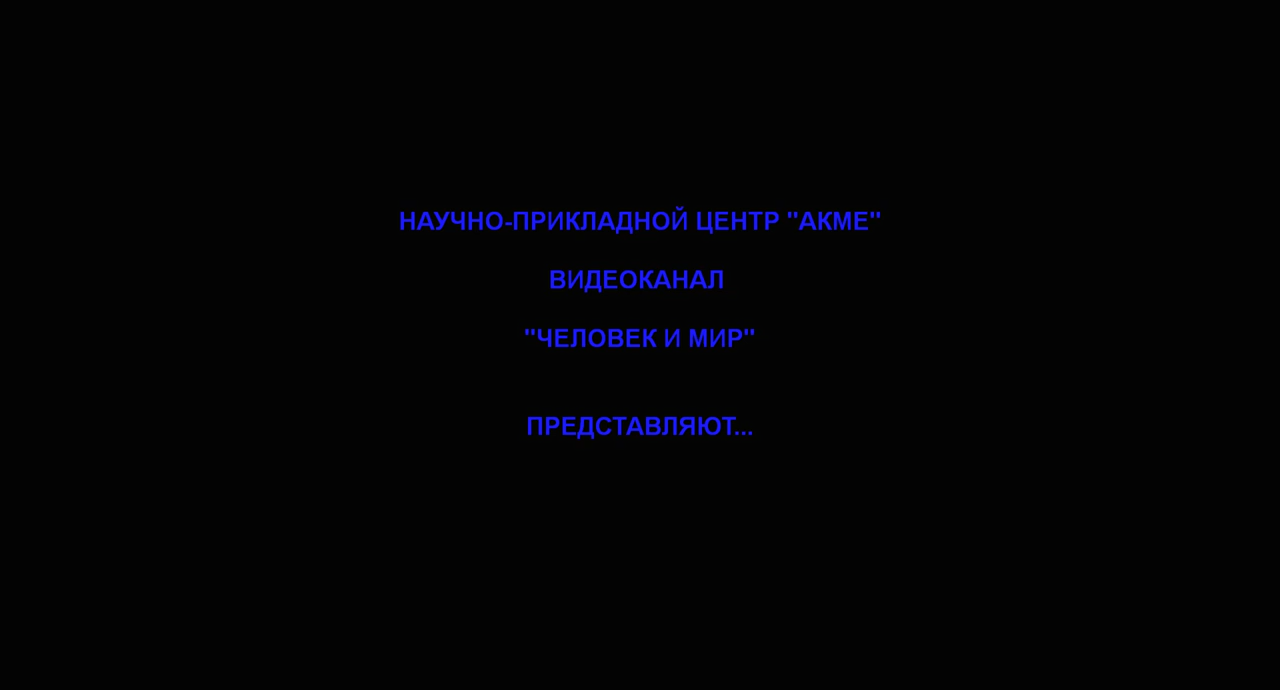 НАУЧНО-ПРИКЛАДНОЙ ЦЕНТР "АКМЕ"
ВИДЕОКАНАЛ
"ЧЕЛОВЕК И МИР"
ПРЕДСТАВЛЯЮТ...